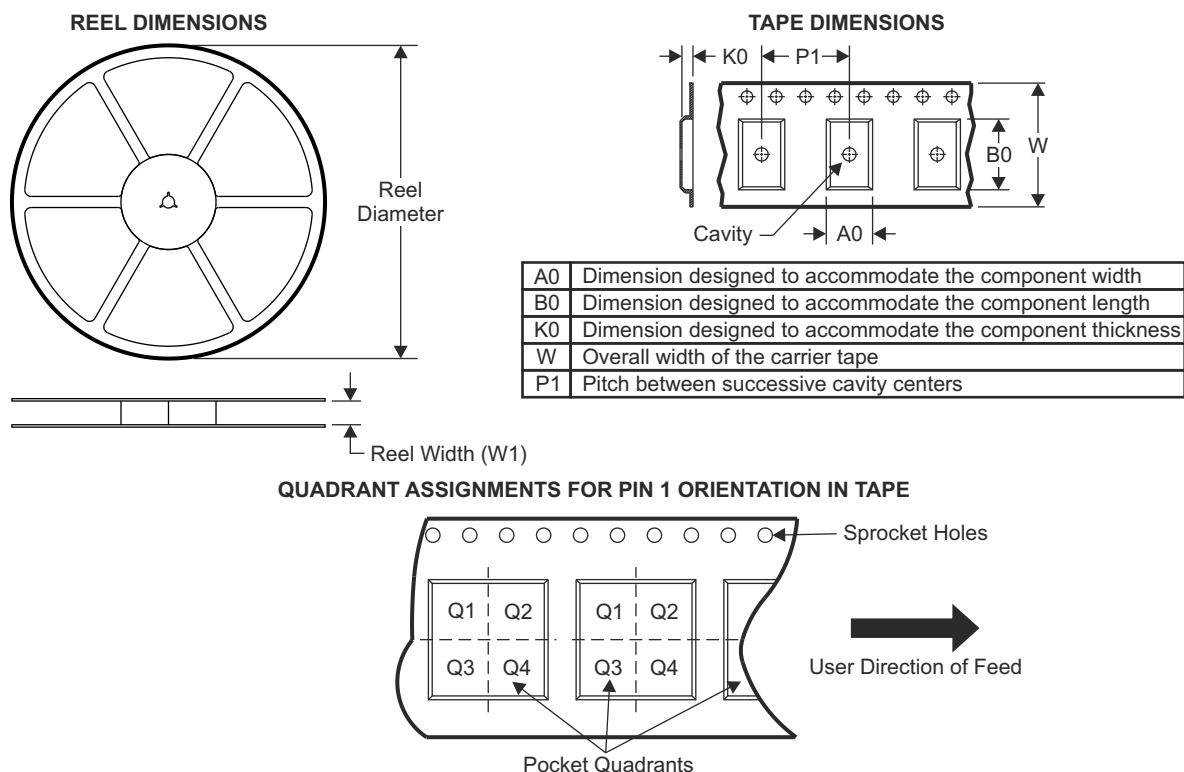 REEL DIMENSIONS
Reel
Diameter
Reel Width (W1)
TAPE DIMENSIONS
K0
P1
B0
W
Cavity
A0
A0 Dimension designed to accommodate the component width
B0 Dimension designed to accommodate the component length
K0 Dimension designed to accommodate the component thickness
W Overall width of the carrier tape
P1 Pitch between successive cavity centers
QUADRANT ASSIGNMENTS FOR PIN 1 ORIENTATION IN TAPE
Sprocket Holes
Q1 Q2 Q1 Q2
Q3 Q4 Q3 Q4
User Direction of Feed
Pocket Quadrants